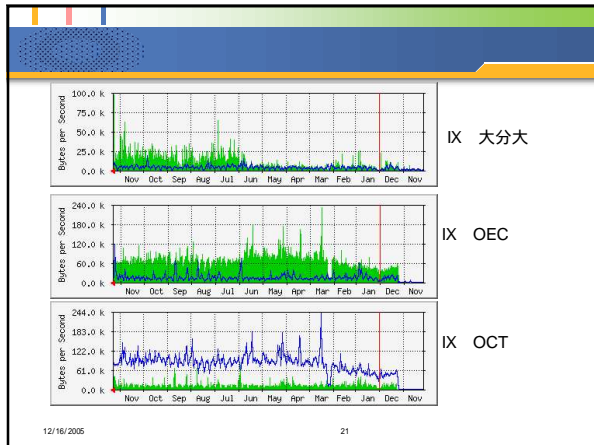 100.0 k
75.0 k
50.0 k
25.0 k
0.0 k
Bytes per Second
Nov Oct Sep Aug Jul Jun May Apr Mar Feb Jan Dec Nov
IX 大分大
240.0 k
180.0 k
120.0 k
60.0 k
0.0 k
Bytes per Second
Nov Oct Sep Aug Jul Jun May Apr Mar Feb Jan Dec Nov
IX OEC
244.0 k
183.0 k
122.0 k
61.0 k
0.0 k
Bytes per Second
Nov Oct Sep Aug Jul Jun May Apr Mar Feb Jan Dec Nov
IX OCT
12/16/2005
21